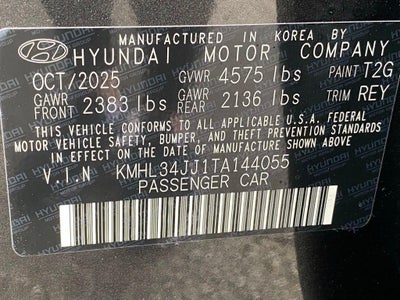 MANUFACTURED IN KOREA BY
HYUNDAI MOTOR COMPANY
OCT/2025 GVWR 4575 lbs PAINT T2G
GAWR FRONT 2383 lbs GAWR REAR 2136 lbs TRIM REY
THIS VEHICLE CONFORMS TO ALL APPLICABLE U.S.A. FEDERAL
MOTOR VEHICLE SAFETY, BUMPER, AND THEFT PREVENTION STANDARDS
IN EFFECT ON THE DATE OF MANUFACTURE SHOWN ABOVE.
V I N KMHL34JJ1TA144055
PASSENGER CAR